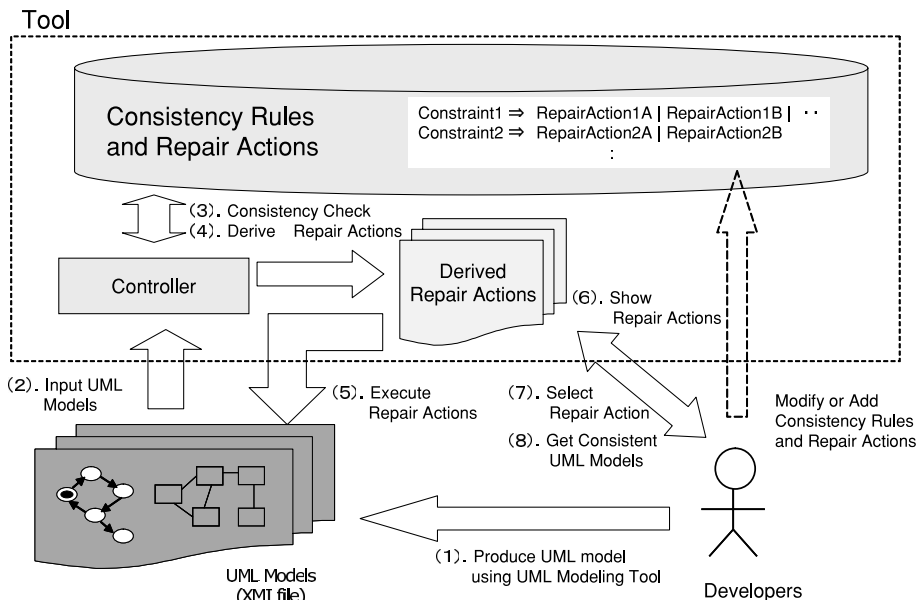 Tool
Consistency Rules
and Repair Actions
Constraint1 ⇒ RepairAction1A | RepairAction1B | ··
Constraint2 ⇒ RepairAction2A | RepairAction2B
:
(3). Consistency Check
(4). Derive Repair Actions
Controller
Derived
Repair Actions
(6). Show
Repair Actions
(2). Input UML
Models
(5). Execute
Repair Actions
(7). Select
Repair Action
(8). Get Consistent
UML Models
Modify or Add
Consistency Rules
and Repair Actions
(1). Produce UML model
using UML Modeling Tool
UML Models
(XMI file)
Developers